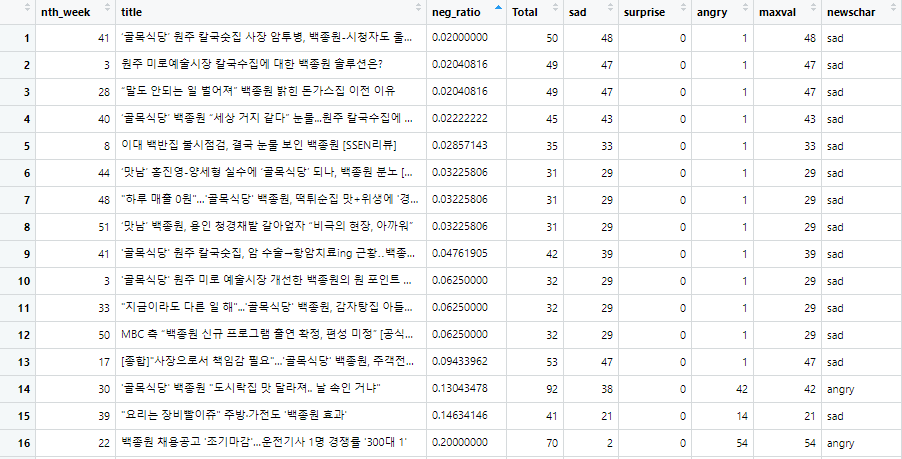 nth_week title neg_ratio Total sad surprise angry maxval newschar
1 41 '골목식당' 원주 칼국숫집 사장 암투병, 백종원-시청자도 울... 0.02000000 50 48 0 1 48 sad
2 3 원주 미로예술시장 칼국수집에 대한 백종원 솔루션은? 0.02040816 49 47 0 1 47 sad
3 28 "말도 안되는 일 벌어져" 백종원 밝힌 돈가스집 이전 이유 0.02040816 49 47 0 1 47 sad
4 40 '골목식당' 백종원 "세상 거지 같다" 눈물...원주 칼국수집에 ... 0.02222222 45 43 0 1 43 sad
5 8 이대 백반집 불시점검, 결국 눈물 보인 백종원 [SSEN리뷰] 0.02857143 35 33 0 1 33 sad
6 44 '맛남' 홍진영-양세형 실수에 '골목식당' 되나, 백종원 분노 [... 0.03225806 31 29 0 1 29 sad
7 48 "하루 매출 0원"...'골목식당' 백종원, 떡튀순집 맛+위생에 '경... 0.03225806 31 29 0 1 29 sad
8 51 '맛남' 백종원, 용인 청경채밭 갈아엎자 "비극의 현장, 아까워" 0.03225806 31 29 0 1 29 sad
9 41 '골목식당' 원주 칼국숫집, 암 수술→항암치료ing 근황..백종... 0.04761905 42 39 0 1 39 sad
10 3 '골목식당' 원주 미로 예술시장 개선한 백종원의 원 포인트 ... 0.06250000 32 29 0 1 29 sad
11 33 "지금이라도 다른 일 해"...'골목식당' 백종원, 감자탕집 아들... 0.06250000 32 29 0 1 29 sad
12 50 MBC 측 "백종원 신규 프로그램 출연 확정, 편성 미정" [공식... 0.06250000 32 29 0 1 29 sad
13 17 [종합]"사장으로서 책임감 필요"...'골목식당' 백종원, 주객전... 0.09433962 53 47 0 1 47 sad
14 30 '골목식당' 백종원 "도시락집 맛 달라져.. 날 속인 거냐" 0.13043478 92 38 0 42 42 angry
15 39 "요리는 장비빨이쥬" 주방·가전도 '백종원 효과' 0.14634146 41 21 0 14 21 sad
16 22 백종원 채용공고 '조기마감'...운전기사 1명 경쟁률 '300대 1' 0.20000000 70 2 0 54 54 angry